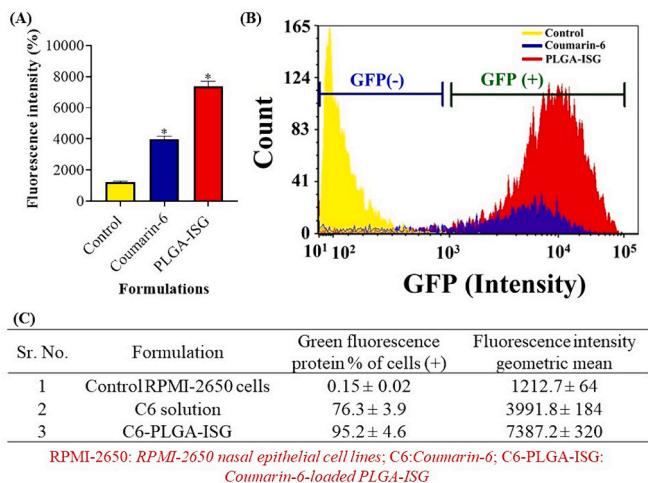 (A)
Fluorescence intensity (%)
10000
8000
6000
4000
2000
0
*
*
Control
Coumarin-6
PLGA-ISG
Formulations
(B)
Count
165
124
83
41
0
Control
Coumarin-6
PLGA-ISG
GFP(-)
GFP (+)
10¹ 10² 10³ 10⁴ 10⁵
GFP (Intensity)
(C)
Sr. No. Formulation Green fluorescence protein % of cells (+) Fluorescence intensity geometric mean
1 Control RPMI-2650 cells 0.15 ± 0.02 1212.7 ± 64
2 C6 solution 76.3 ± 3.9 3991.8 ± 184
3 C6-PLGA-ISG 95.2 ± 4.6 7387.2 ± 320
RPMI-2650: RPMI-2650 nasal epithelial cell lines; C6:Coumarin-6; C6-PLGA-ISG:
Coumarin-6-loaded PLGA-ISG